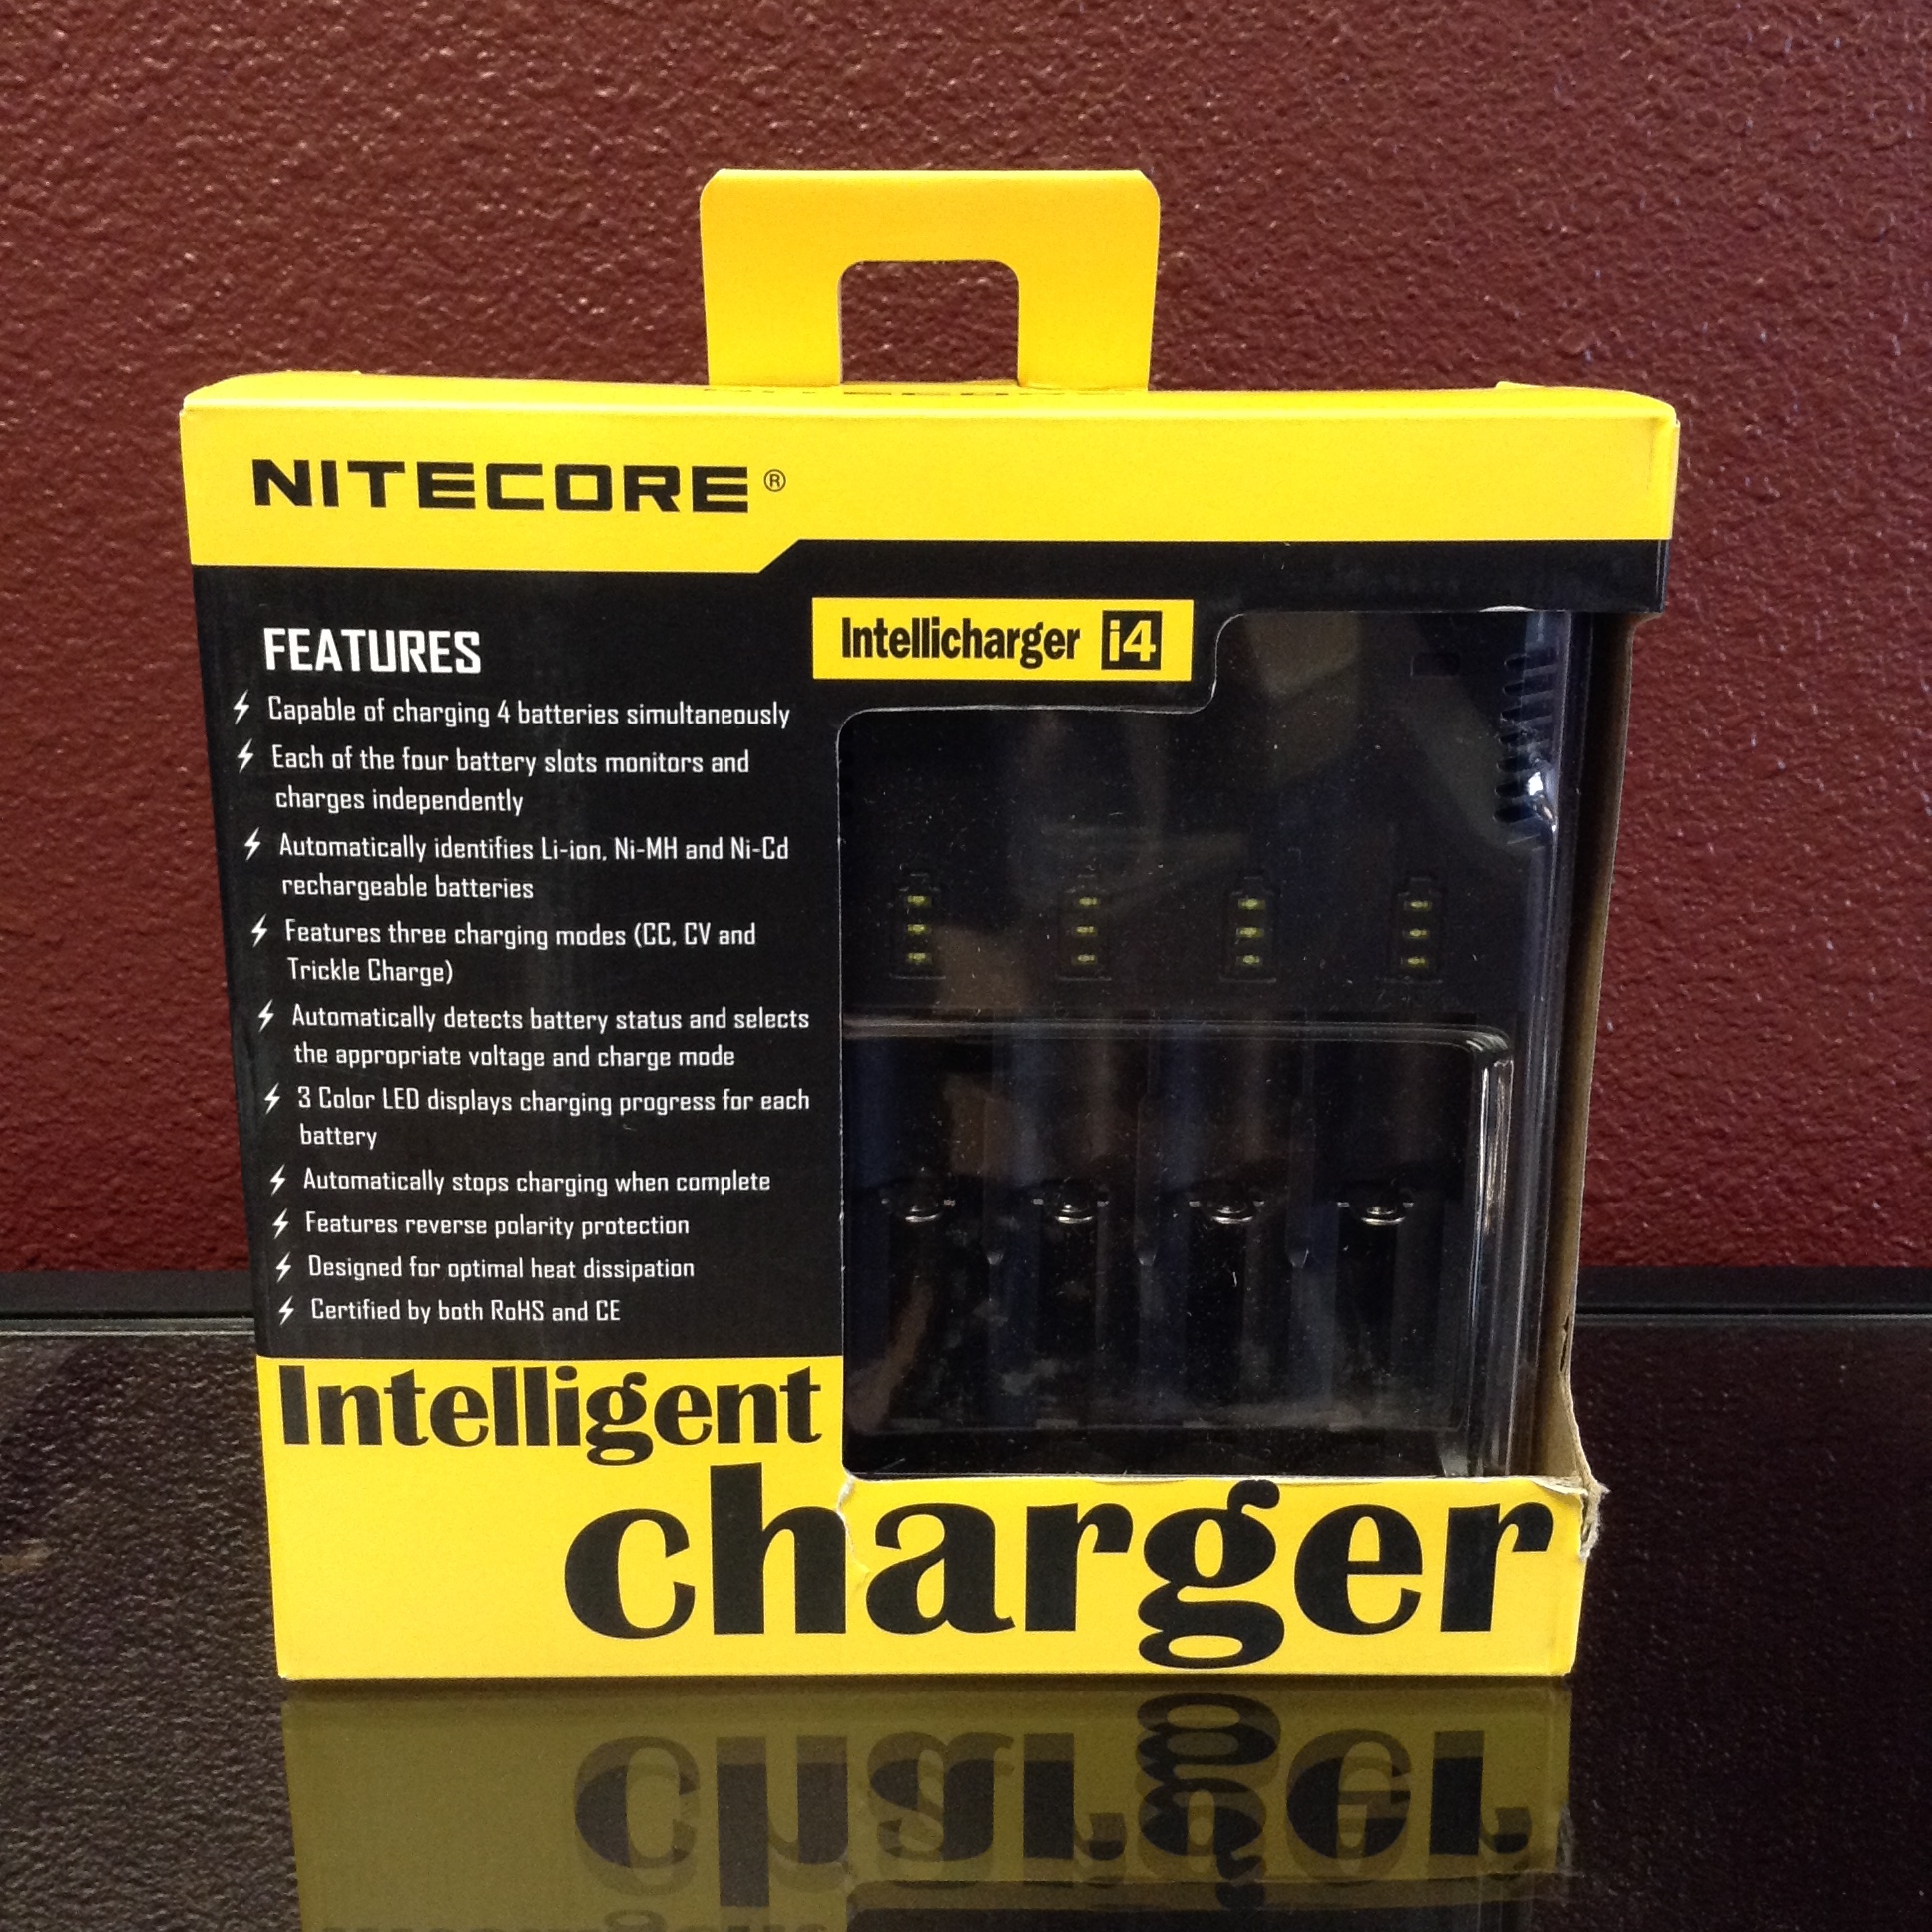 NITECORE®
Intellicharger i4
FEATURES
Capable of charging 4 batteries simultaneously
Each of the four battery slots monitors and
charges independently
Automatically identifies Li-ion, Ni-MH and Ni-Cd
rechargeable batteries
Features three charging modes (CC, CV and
Trickle Charge)
Automatically detects battery status and selects
the appropriate voltage and charge mode
3 Color LED displays charging progress for each
battery
Automatically stops charging when complete
Features reverse polarity protection
Designed for optimal heat dissipation
Certified by both RoHS and CE
Intelligent
charger